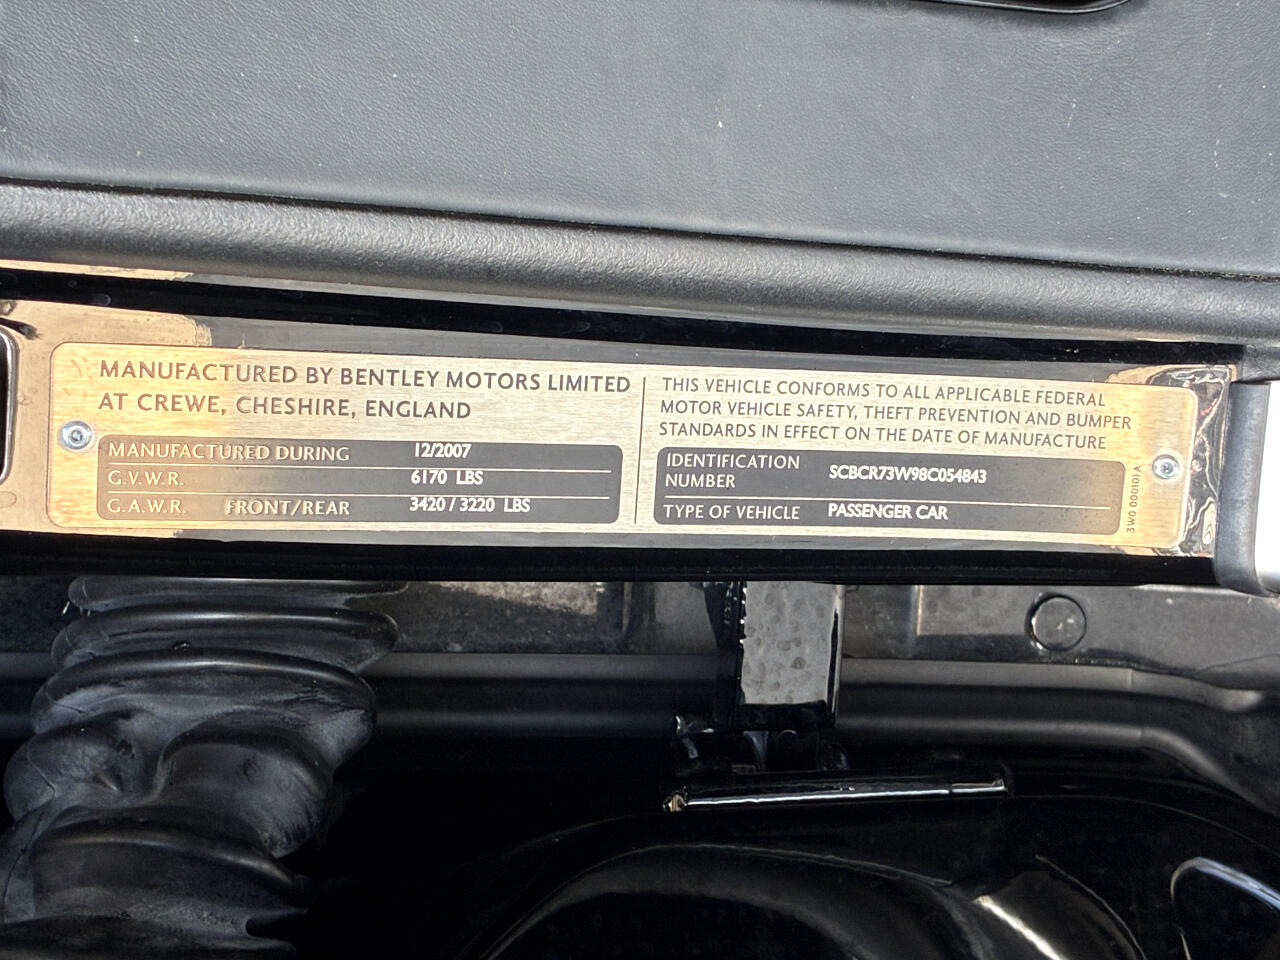 MANUFACTURED BY BENTLEY MOTORS LIMITED
AT CREWE, CHESHIRE, ENGLAND
MANUFACTURED DURING 12/2007
G.V.W.R. 6170 LBS
G.A.W.R. FRONT/REAR 3420 / 3220 LBS
THIS VEHICLE CONFORMS TO ALL APPLICABLE FEDERAL
MOTOR VEHICLE SAFETY, THEFT PREVENTION AND BUMPER
STANDARDS IN EFFECT ON THE DATE OF MANUFACTURE
IDENTIFICATION
NUMBER SCBCR73W98C054843
TYPE OF VEHICLE PASSENGER CAR
3W0 000101A